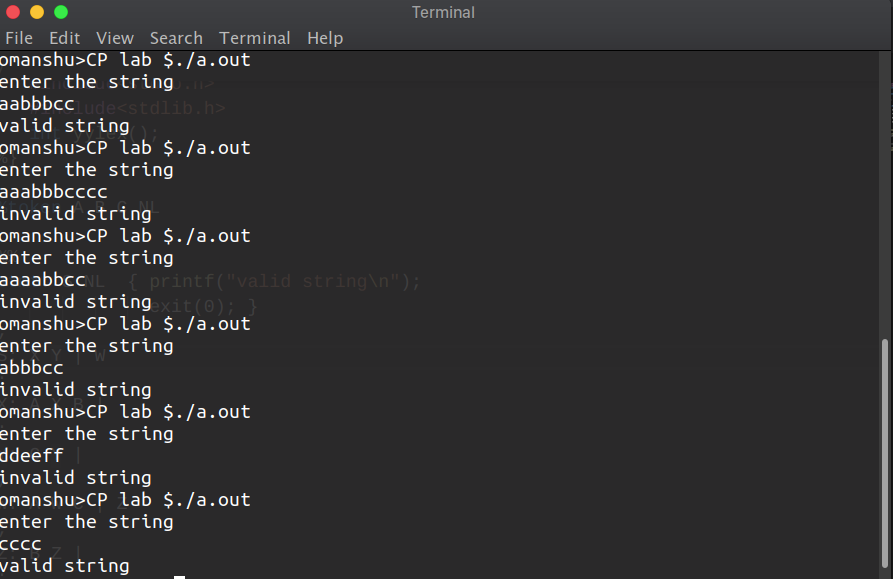 Terminal
File Edit View Search Terminal Help
omanshu>CP lab $./a.out
enter the string
aabbbcc
valid string
omanshu>CP lab $./a.out
enter the string
aaabbbcccc
invalid string
omanshu>CP lab $./a.out
enter the string
aaaabbcc
invalid string
omanshu>CP lab $./a.out
enter the string
abbbcc
invalid string
omanshu>CP lab $./a.out
enter the string
ddeeff
invalid string
omanshu>CP lab $./a.out
enter the string
cccc
valid string